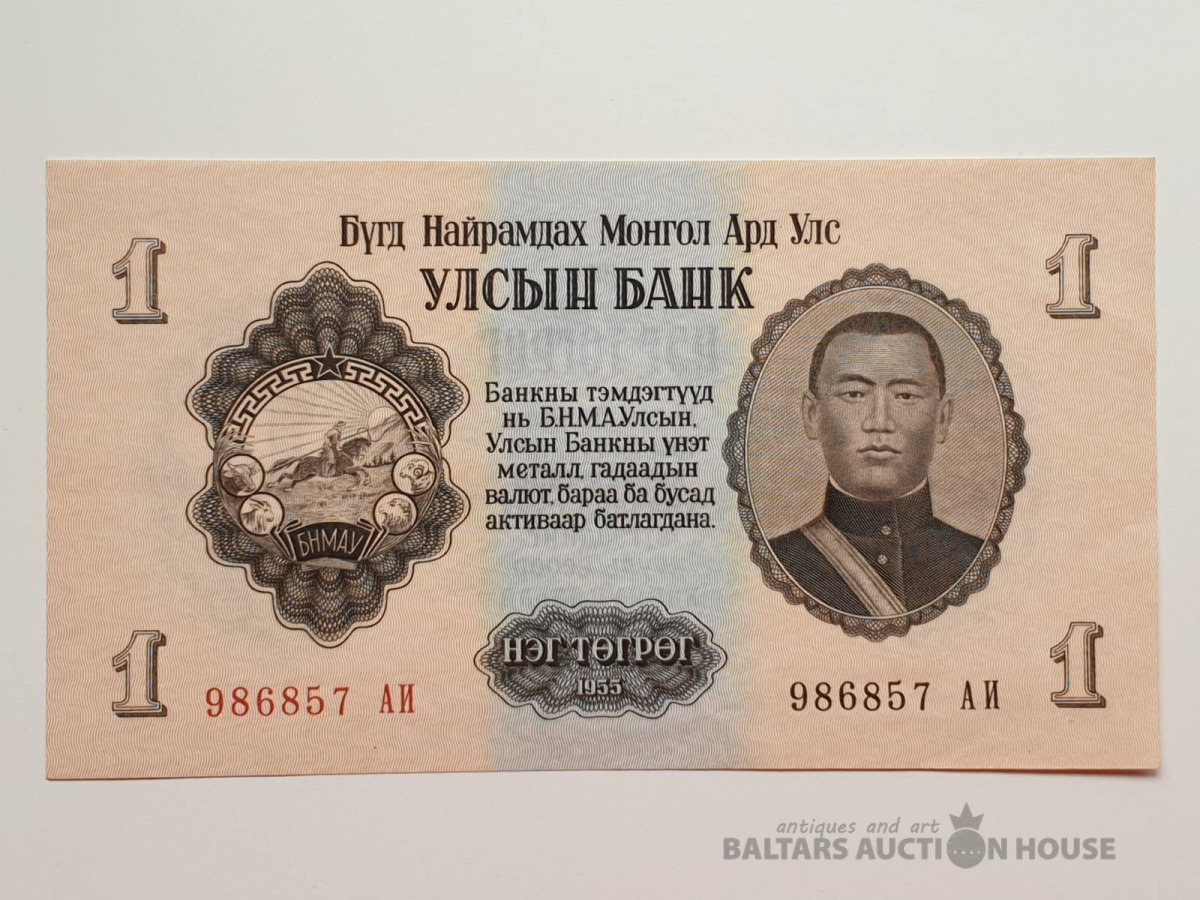 Бүгд Найрамдах Монгол Ард Улс
УЛСЫН БАНК
1
1
Банкны тэмдэгтүүд
нь Б.Н.М.А.Улсын,
Улсын Банкны үнэт
металл, гадаадын
валют, бараа ба бусад
активаар батлагдана.
БНМАУ
НЭГ ТӨГРӨГ
1955
1
986857 АИ
986857 АИ
1
antiques and art
BALTARS AUCTION HOUSE